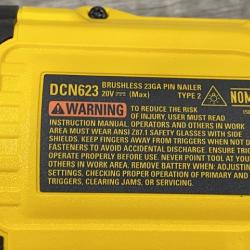 DCN623 BRUSHLESS 23GA PIN NAILER
20V (Max) TYPE 2
NOM
WARNING TO REDUCE THE RISK
OF INJURY, USER MUST READ
INSTRUCTION MANUAL. OPERATORS AND OTHERS IN WORK
AREA MUST WEAR ANSI Z87.1 SAFETY GLASSES WITH SIDE
SHIELDS. KEEP FINGERS AWAY FROM TRIGGERS WHEN NOT
FASTENERS TO AVOID ACCIDENTAL DISCHARGE. ENSURE
OPERATE PROPERLY BEFORE USE. NEVER POINT TOOL AT
OTHERS IN WORK AREA. REMOVE BATTERY WHEN: ADJUSTING
SETTINGS, CHECKING PROPER OPERATION OF PRIMARY AND
TRIGGERS, CLEARING JAMS, OR SERVICING.